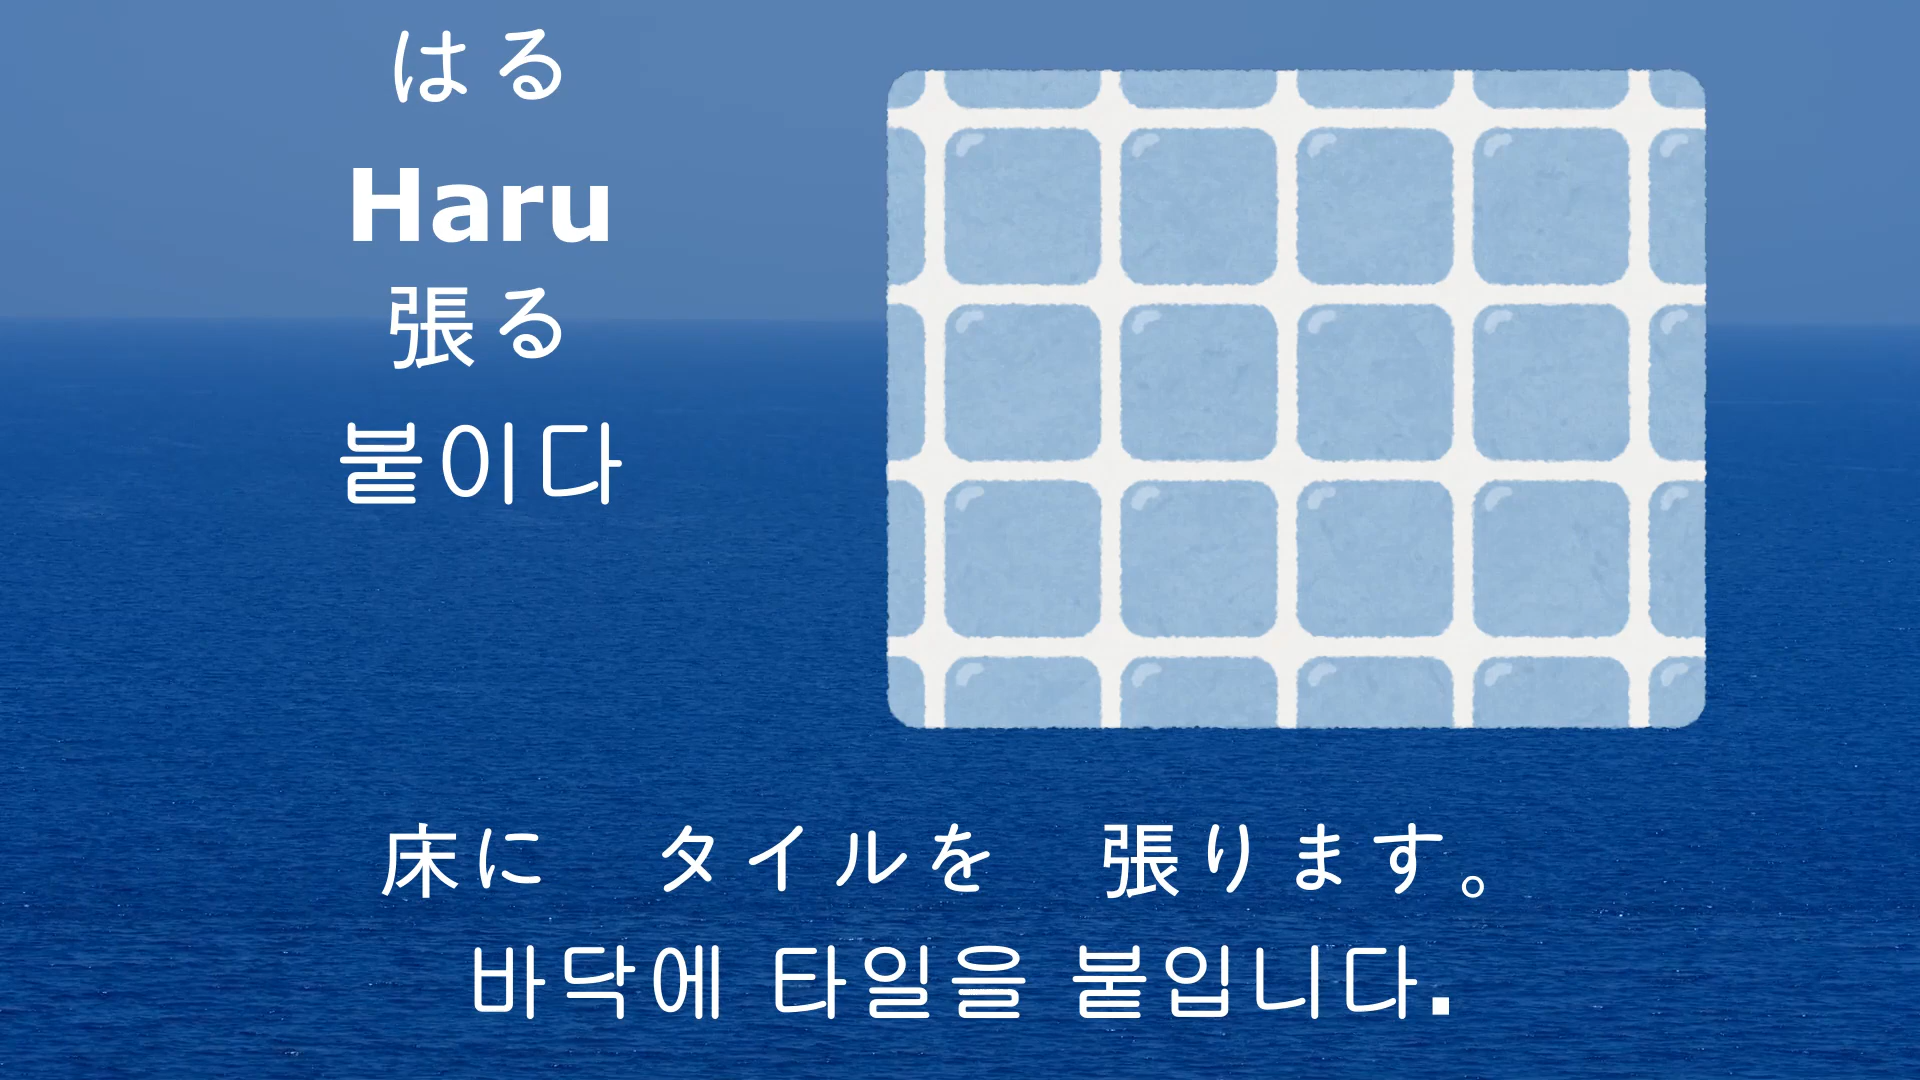 はる
Haru
張る
붙이다
床に　タイルを　張ります。
바닥에 타일을 붙입니다.